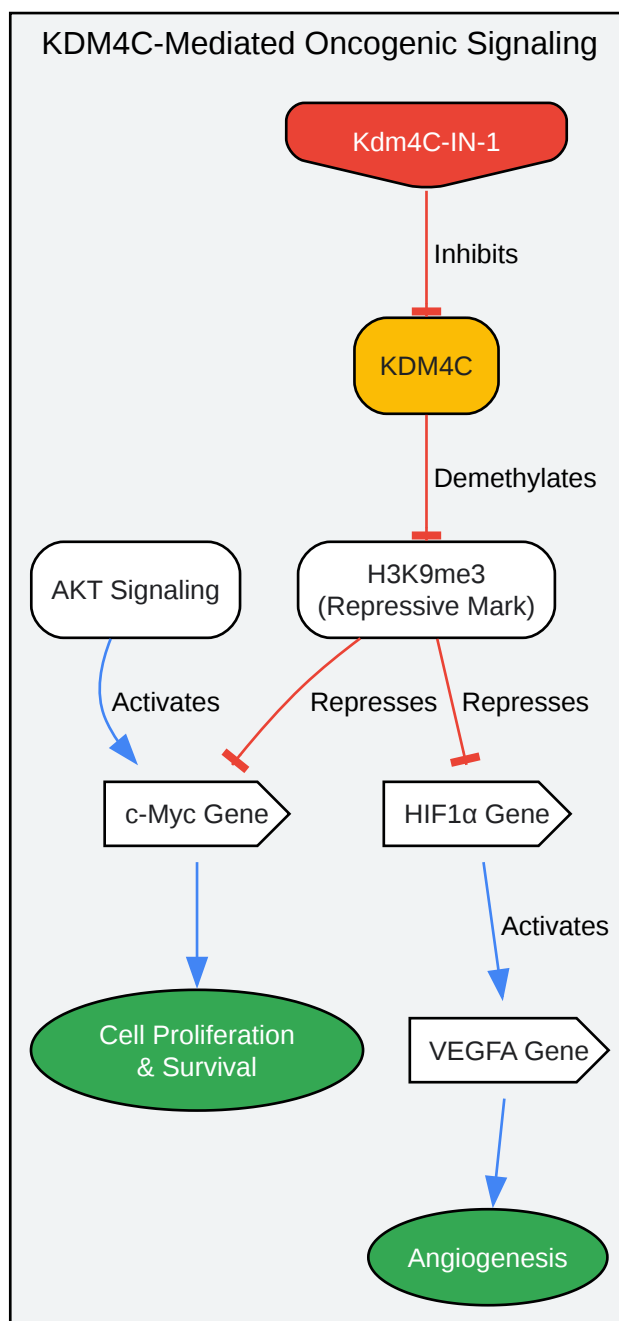 KDM4C-Mediated Oncogenic Signaling
Kdm4C-IN-1
Inhibits
KDM4C
Demethylates
AKT Signaling
H3K9me3
(Repressive Mark)
Activates
Represses
Represses
c-Myc Gene
HIF1α Gene
Activates
Cell Proliferation
& Survival
VEGFA Gene
Angiogenesis